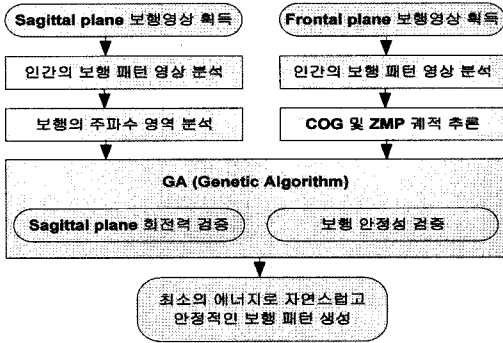 Sagittal plane 보행영상 획득
Frontal plane 보행영상 획득
인간의 보행 패턴 영상 분석
인간의 보행 패턴 영상 분석
보행의 주파수 영역 분석
COG 및 ZMP 궤적 추론
GA (Genetic Algorithm)
Sagittal plane 회전력 검증
보행 안정성 검증
최소의 에너지로 자연스럽고
안정적인 보행 패턴 생성